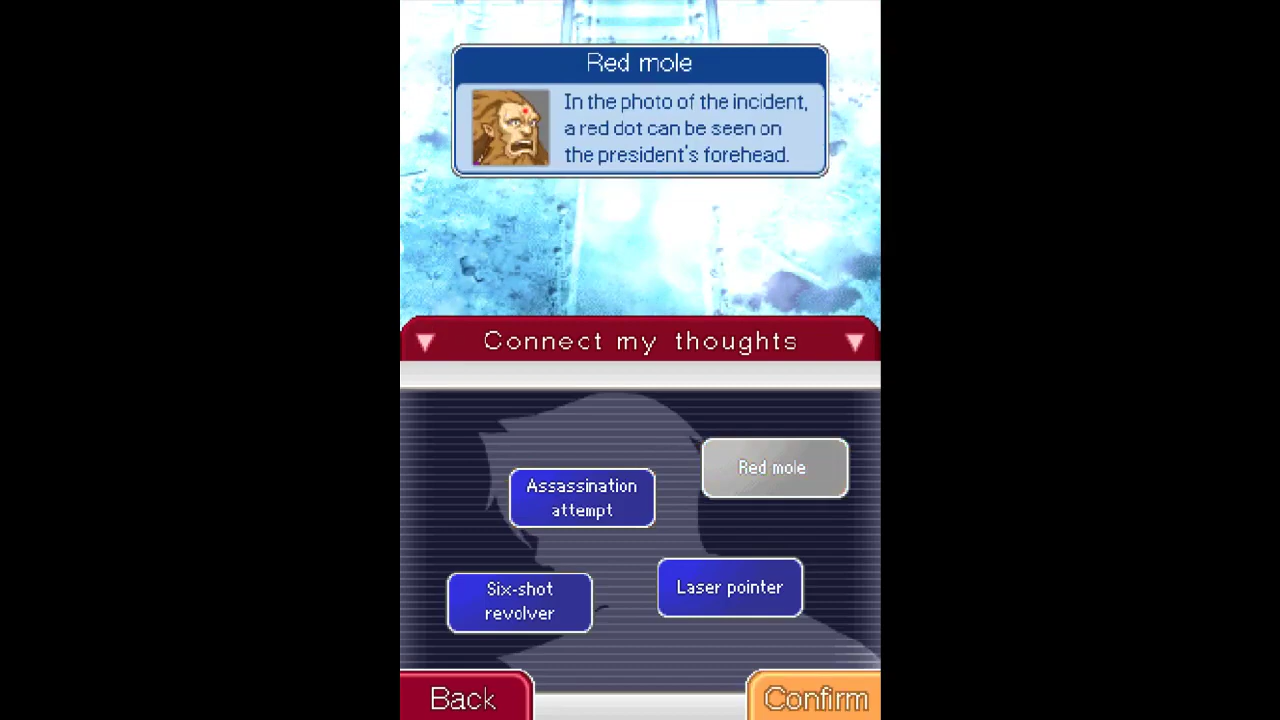 Red mole
In the photo of the incident,
a red dot can be seen on
the president's forehead.
Connect my thoughts
Red mole
Assassination
attempt
Laser pointer
Six-shot
revolver
Back
Confirm